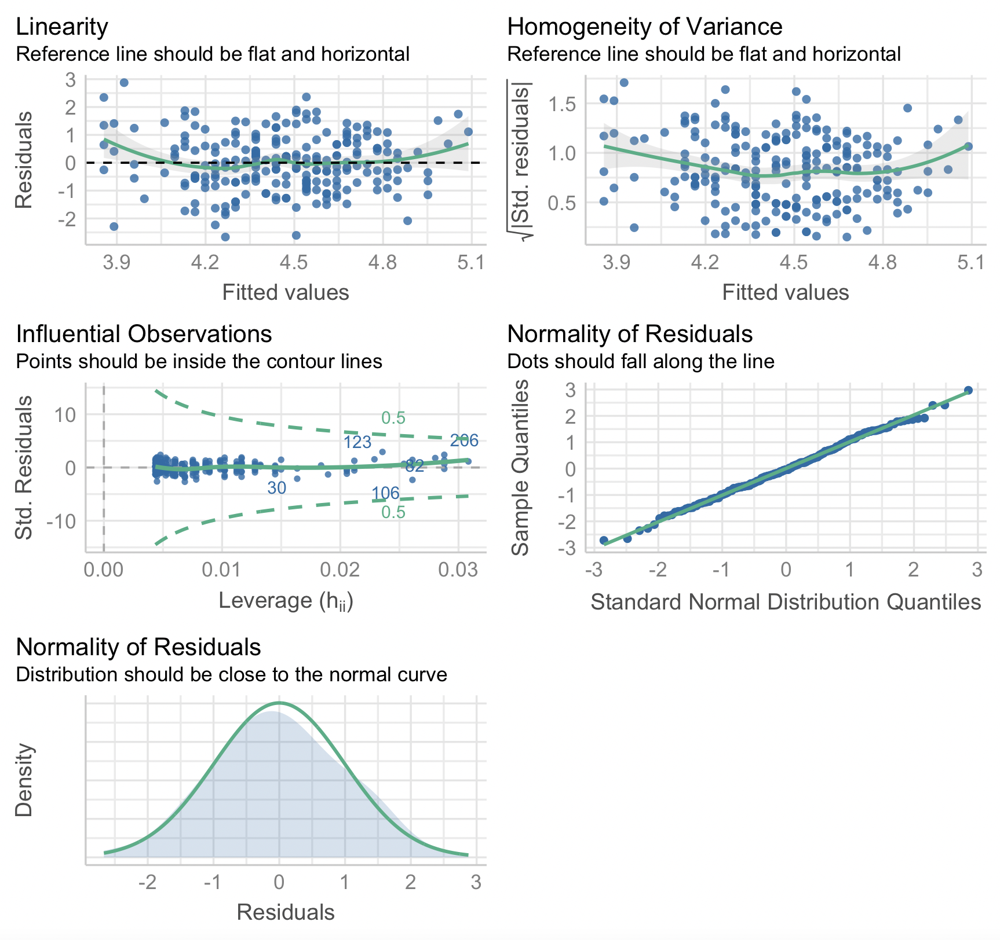 Linearity
Reference line should be flat and horizontal
Residuals
3
2
1
0
-1
-2
3.9 4.2 4.5 4.8 5.1
Fitted values
Homogeneity of Variance
Reference line should be flat and horizontal
√|Std. residuals|
1.5
1.0
0.5
3.9 4.2 4.5 4.8 5.1
Fitted values
Influential Observations
Points should be inside the contour lines
Std. Residuals
10
0
-10
0.5
123
206
82
30
106
0.5
0.00 0.01 0.02 0.03
Leverage (hii)
Normality of Residuals
Dots should fall along the line
Sample Quantiles
3
2
1
0
-1
-2
-3
-3 -2 -1 0 1 2 3
Standard Normal Distribution Quantiles
Normality of Residuals
Distribution should be close to the normal curve
Density
-2 -1 0 1 2 3
Residuals